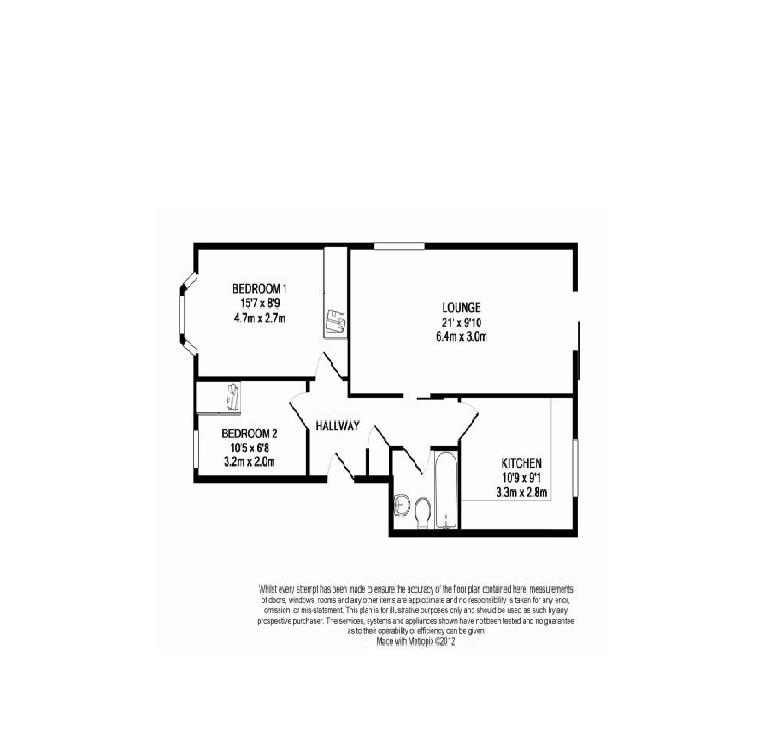 BEDROOM 1
15'7 x 8'9
4.7m x 2.7m
LOUNGE
21' x 9'10
6.4m x 3.0m
HALLWAY
BEDROOM 2
10'5 x 6'8
3.2m x 2.0m
KITCHEN
10'9 x 9'1
3.3m x 2.8m
Whilst every attempt has been made to ensure the accuracy of the floor plan contained here, measurements
of doors, windows, rooms and any other items are approximate and no responsibility is taken for any error,
omission, or mis-statement. This plan is for illustrative purposes only and should be used as such by any
prospective purchaser. The services, systems and appliances shown have not been tested and no guarantee
as to their operability or efficiency can be given
Made with Metropix ©2012